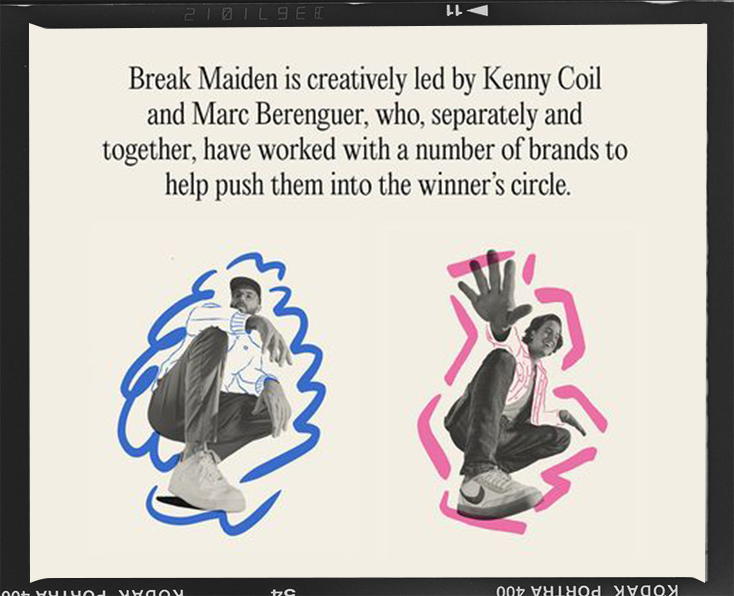 Break Maiden is creatively led by Kenny Coil
and Marc Berenguer, who, separately and
together, have worked with a number of brands to
help push them into the winner’s circle.
KODAK PORTRA 400
KODAK PORTRA 400
54